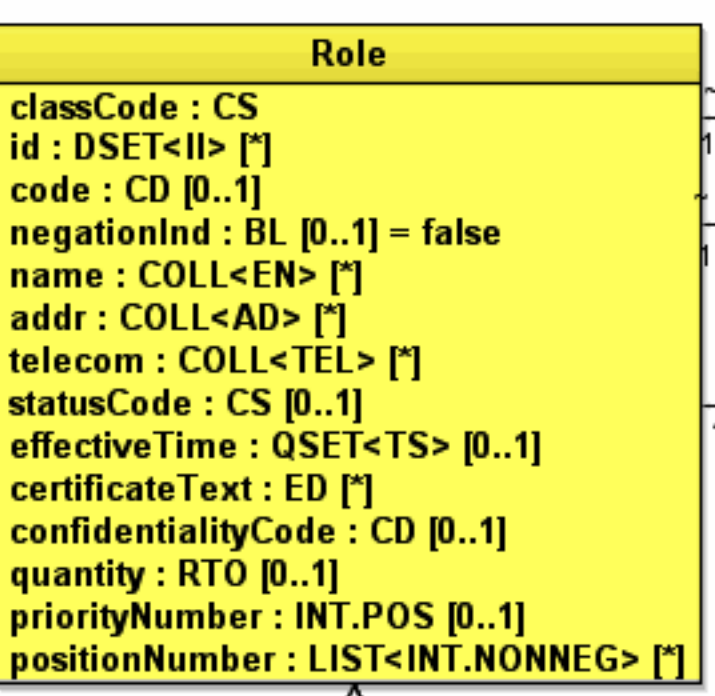 Role
classCode : CS
id : DSET<II> [*]
code : CD [0..1]
negationInd : BL [0..1] = false
name : COLL<EN> [*]
addr : COLL<AD> [*]
telecom : COLL<TEL> [*]
statusCode : CS [0..1]
effectiveTime : QSET<TS> [0..1]
certificateText : ED [*]
confidentialityCode : CD [0..1]
quantity : RTO [0..1]
priorityNumber : INT.POS [0..1]
positionNumber : LIST<INT.NONNEG> [*]
~
1
~
1